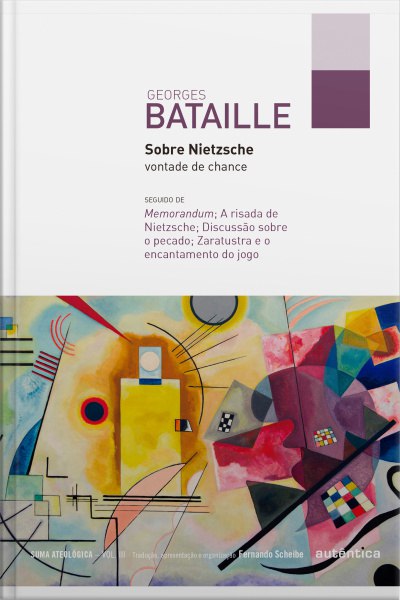 GEORGES
BATAILLE
Sobre Nietzsche
vontade de chance
SEGUIDO DE
Memorandum; A risada de
Nietzsche; Discussão sobre
o pecado; Zaratustra e o
encantamento do jogo
SUMA ATEOLÓGICA – VOL. III Tradução, apresentação e organização Fernando Scheibe autêntica